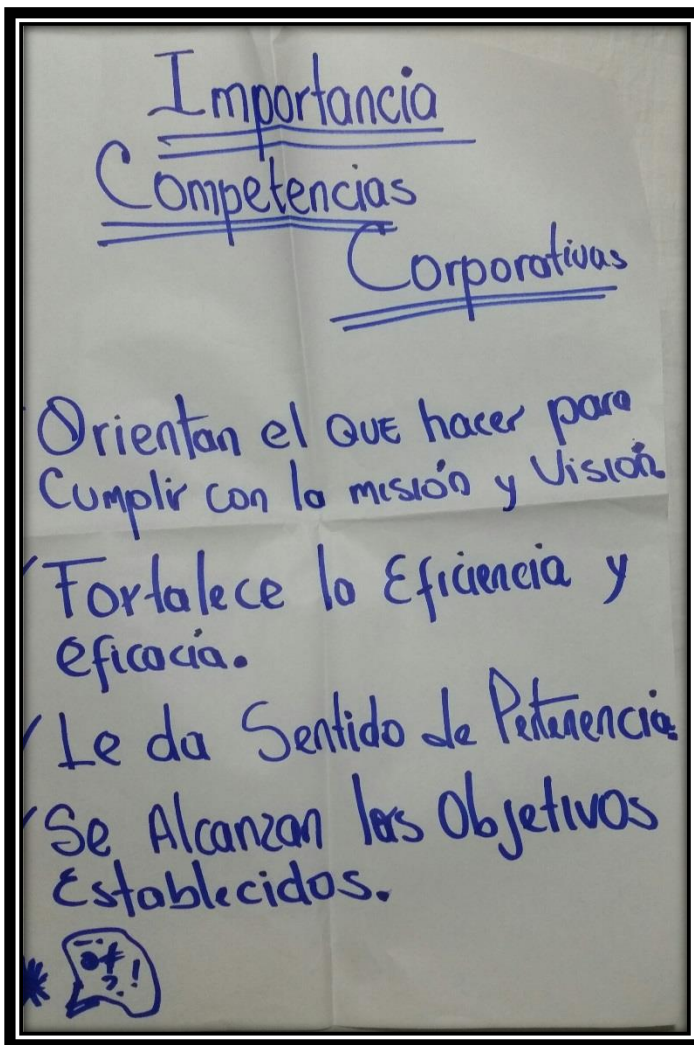 Importancia
Competencias
Corporativas
Orientan el QUE hacer para
Cumplir con la misión y Visión
Fortalece la Eficiencia y
eficacia.
Le da Sentido de Pertenencia.
Se Alcanzan los Objetivos
Establecidos.